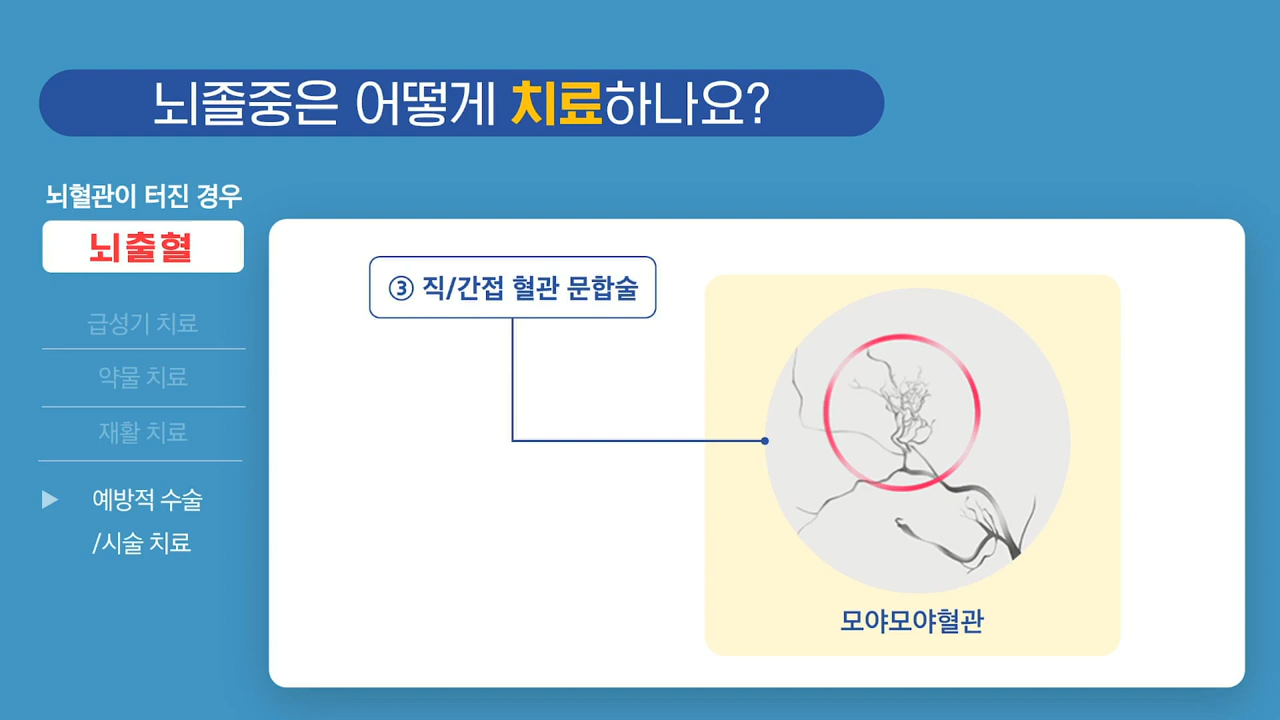 뇌졸중은 어떻게 치료하나요?
뇌혈관이 터진 경우
뇌출혈
급성기 치료
약물 치료
재활 치료
▶ 예방적 수술
/시술 치료
③ 직/간접 혈관 문합술
모야모야혈관